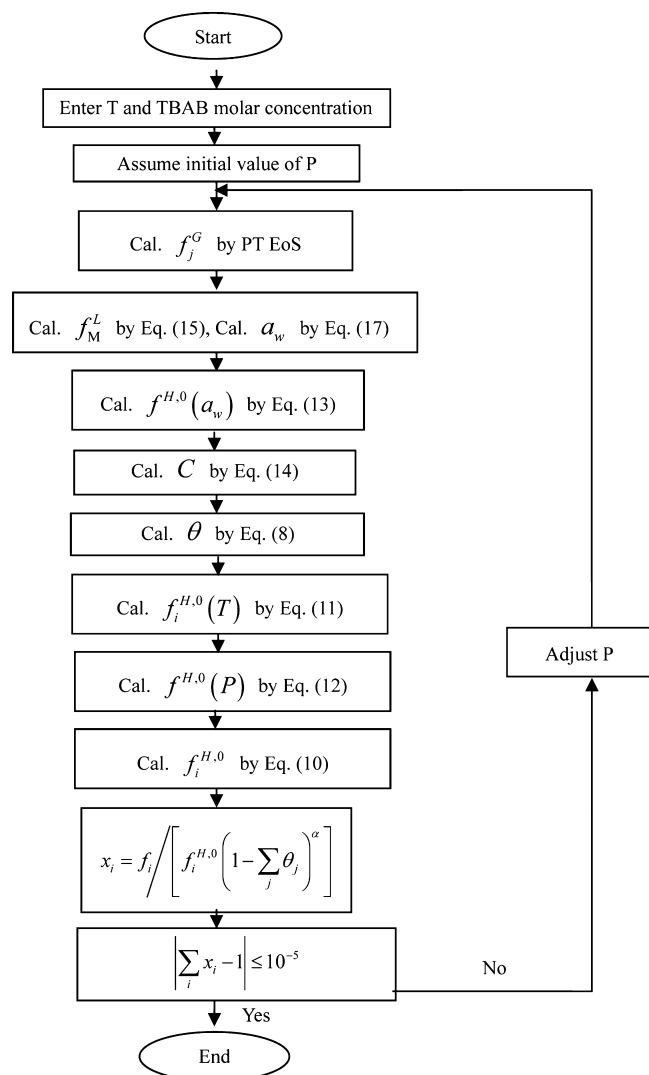 Start
Enter T and TBAB molar concentration
Assume initial value of P
Cal. f_j^G by PT EoS
Cal. f_M^L by Eq. (15), Cal. a_w by Eq. (17)
Cal. f^{H,0}(a_w) by Eq. (13)
Cal. C by Eq. (14)
Cal. θ by Eq. (8)
Cal. f_i^{H,0}(T) by Eq. (11)
Cal. f^{H,0}(P) by Eq. (12)
Cal. f_i^{H,0} by Eq. (10)
x_i = f_i / [ f_i^{H,0} ( 1 − ∑_j θ_j )^α ]
| ∑_i x_i − 1 | ≤ 10^{−5}
Yes
End
No
Adjust P